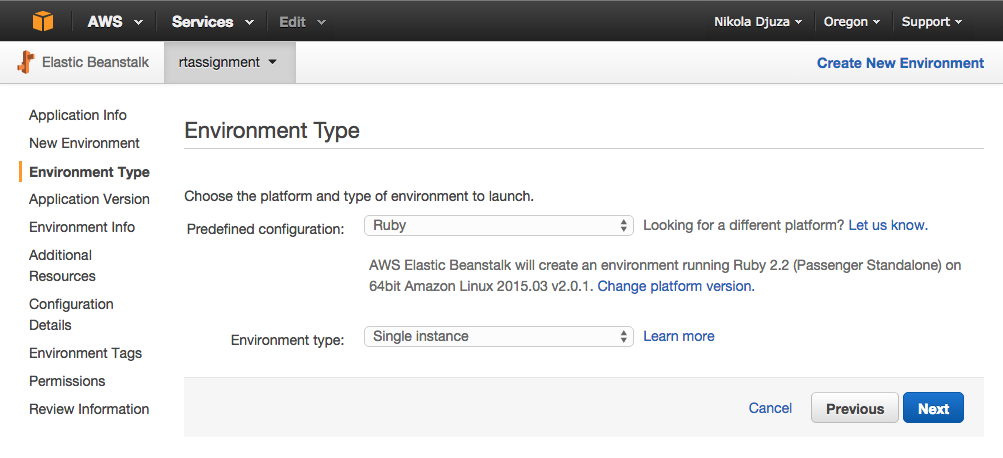 AWS Services Edit Nikola Djuza Oregon Support
Elastic Beanstalk rtassignment Create New Environment
Application Info
New Environment
Environment Type
Application Version
Environment Info
Additional
Resources
Configuration
Details
Environment Tags
Permissions
Review Information
Environment Type
Choose the platform and type of environment to launch.
Predefined configuration: Ruby Looking for a different platform? Let us know.
AWS Elastic Beanstalk will create an environment running Ruby 2.2 (Passenger Standalone) on
64bit Amazon Linux 2015.03 v2.0.1. Change platform version.
Environment type: Single instance Learn more
Cancel Previous Next